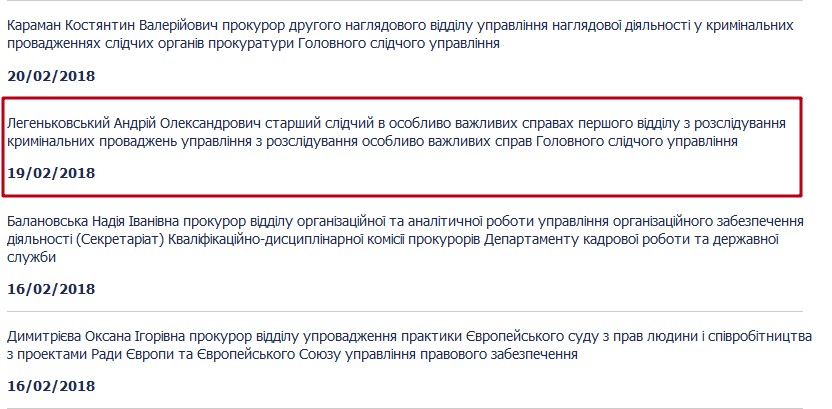 Караман Костянтин Валерійович прокурор другого наглядового відділу управління наглядової діяльності у кримінальних
провадженнях слідчих органів прокуратури Головного слідчого управління
20/02/2018
Легеньковський Андрій Олександрович старший слідчий в особливо важливих справах першого відділу з розслідування
кримінальних проваджень управління з розслідування особливо важливих справ Головного слідчого управління
19/02/2018
Балановська Надія Іванівна прокурор відділу організаційної та аналітичної роботи управління організаційного забезпечення
діяльності (Секретаріат) Кваліфікаційно-дисциплінарної комісії прокурорів Департаменту кадрової роботи та державної
служби
16/02/2018
Димитрієва Оксана Ігорівна прокурор відділу упровадження практики Європейського суду з прав людини і співробітництва
з проектами Ради Європи та Європейського Союзу управління правового забезпечення
16/02/2018